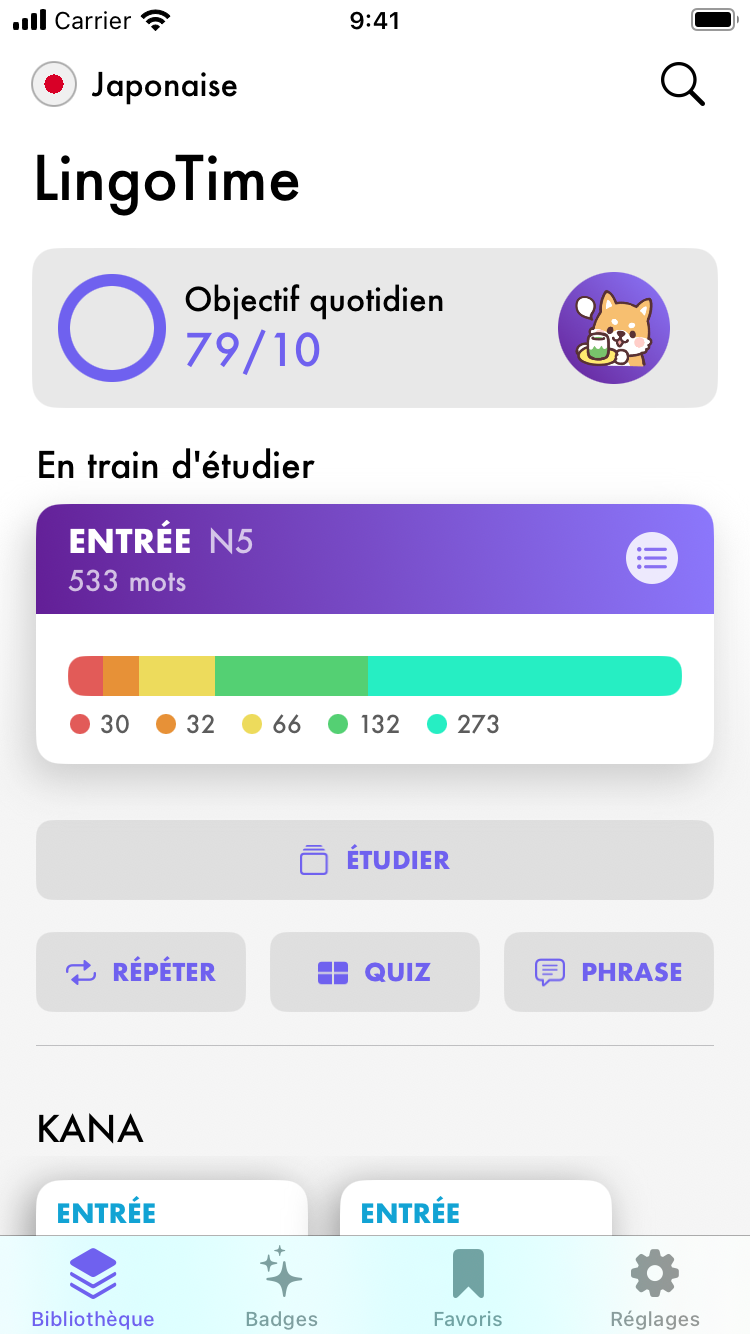 Carrier 9:41
Japonaise
LingoTime
Objectif quotidien
79/10
En train d'étudier
ENTRÉE N5
533 mots
30 32 66 132 273
ÉTUDIER
RÉPÉTER QUIZ PHRASE
KANA
ENTRÉE ENTRÉE
Bibliothèque Badges Favoris Réglages